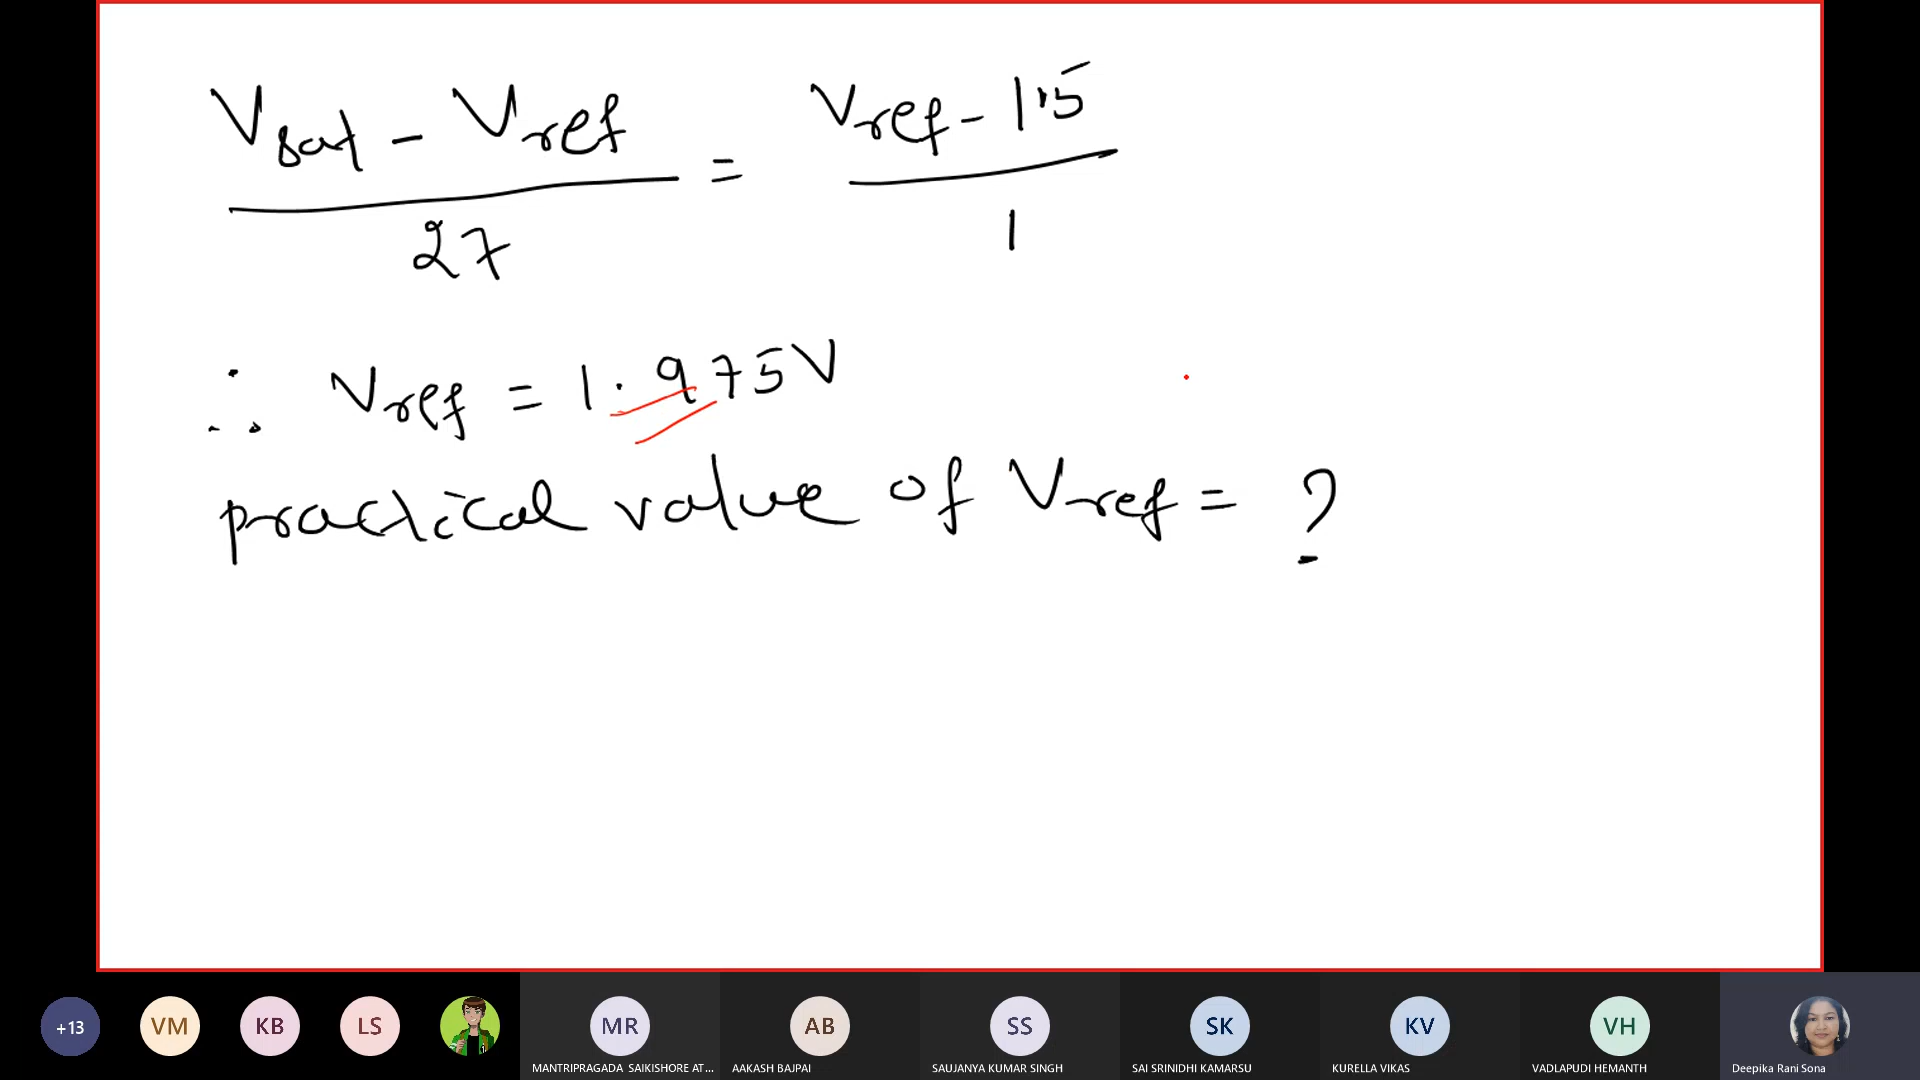 Vsat - Vref / 27 = Vref - 1.5 / 1
∴ Vref = 1.975V
practical value of Vref = ?
+13 VM KB LS MR AB SS SK KV VH
MANTRIPRAGADA SAIKISHORE AT... AAKASH BAJPAI SAUJANYA KUMAR SINGH SAI SRINIDHI KAMARSU KURELLA VIKAS VADLAPUDI HEMANTH Deepika Rani Sona